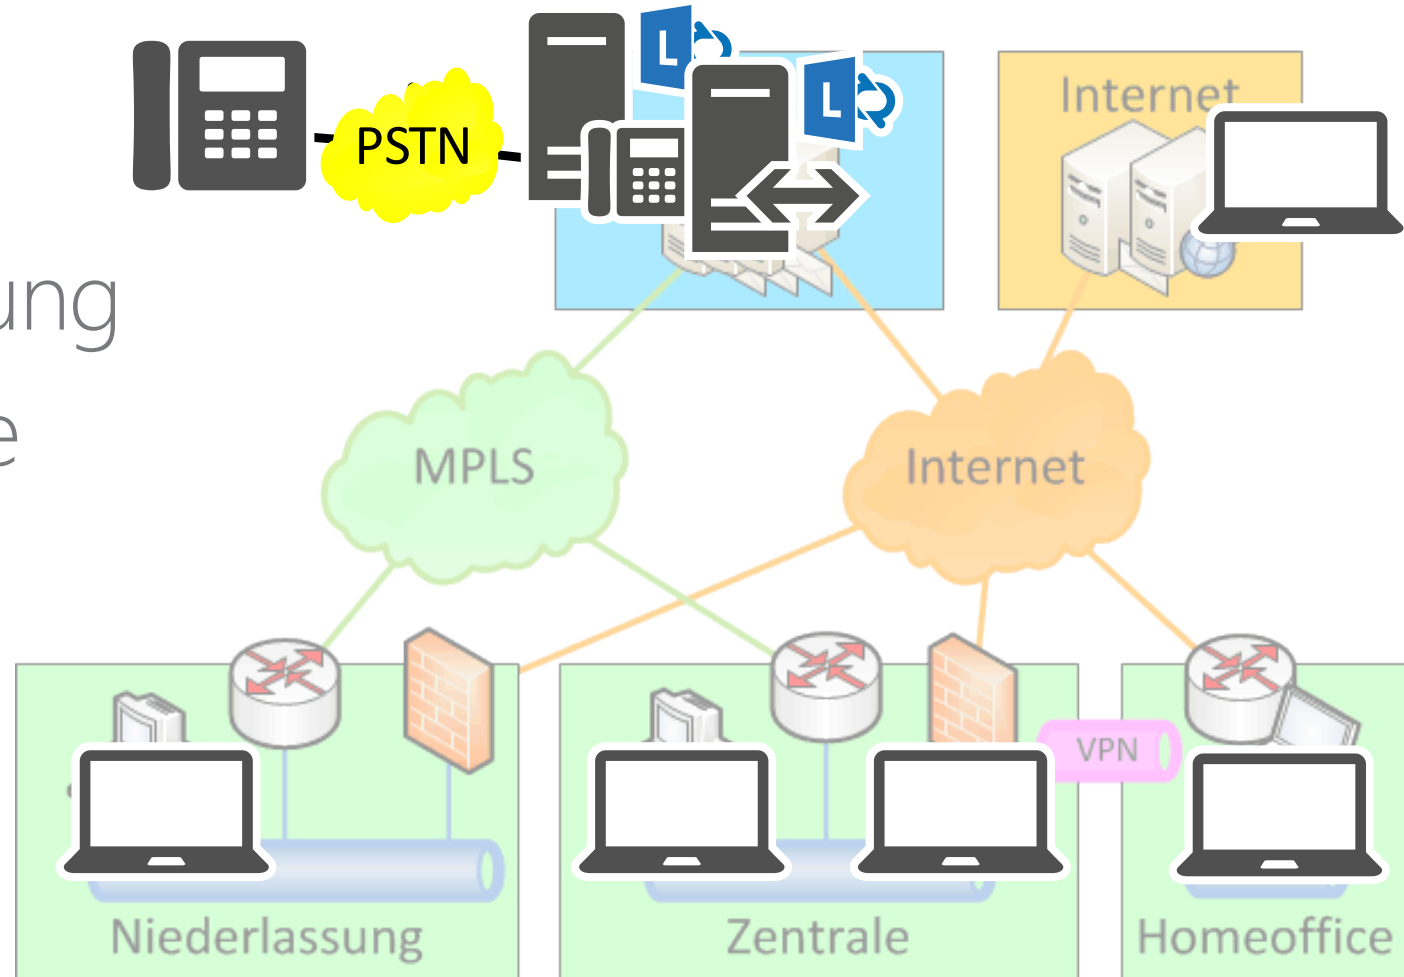 Internet
PSTN
L
L
ung
e
MPLS
Internet
VPN
Niederlassung
Zentrale
Homeoffice